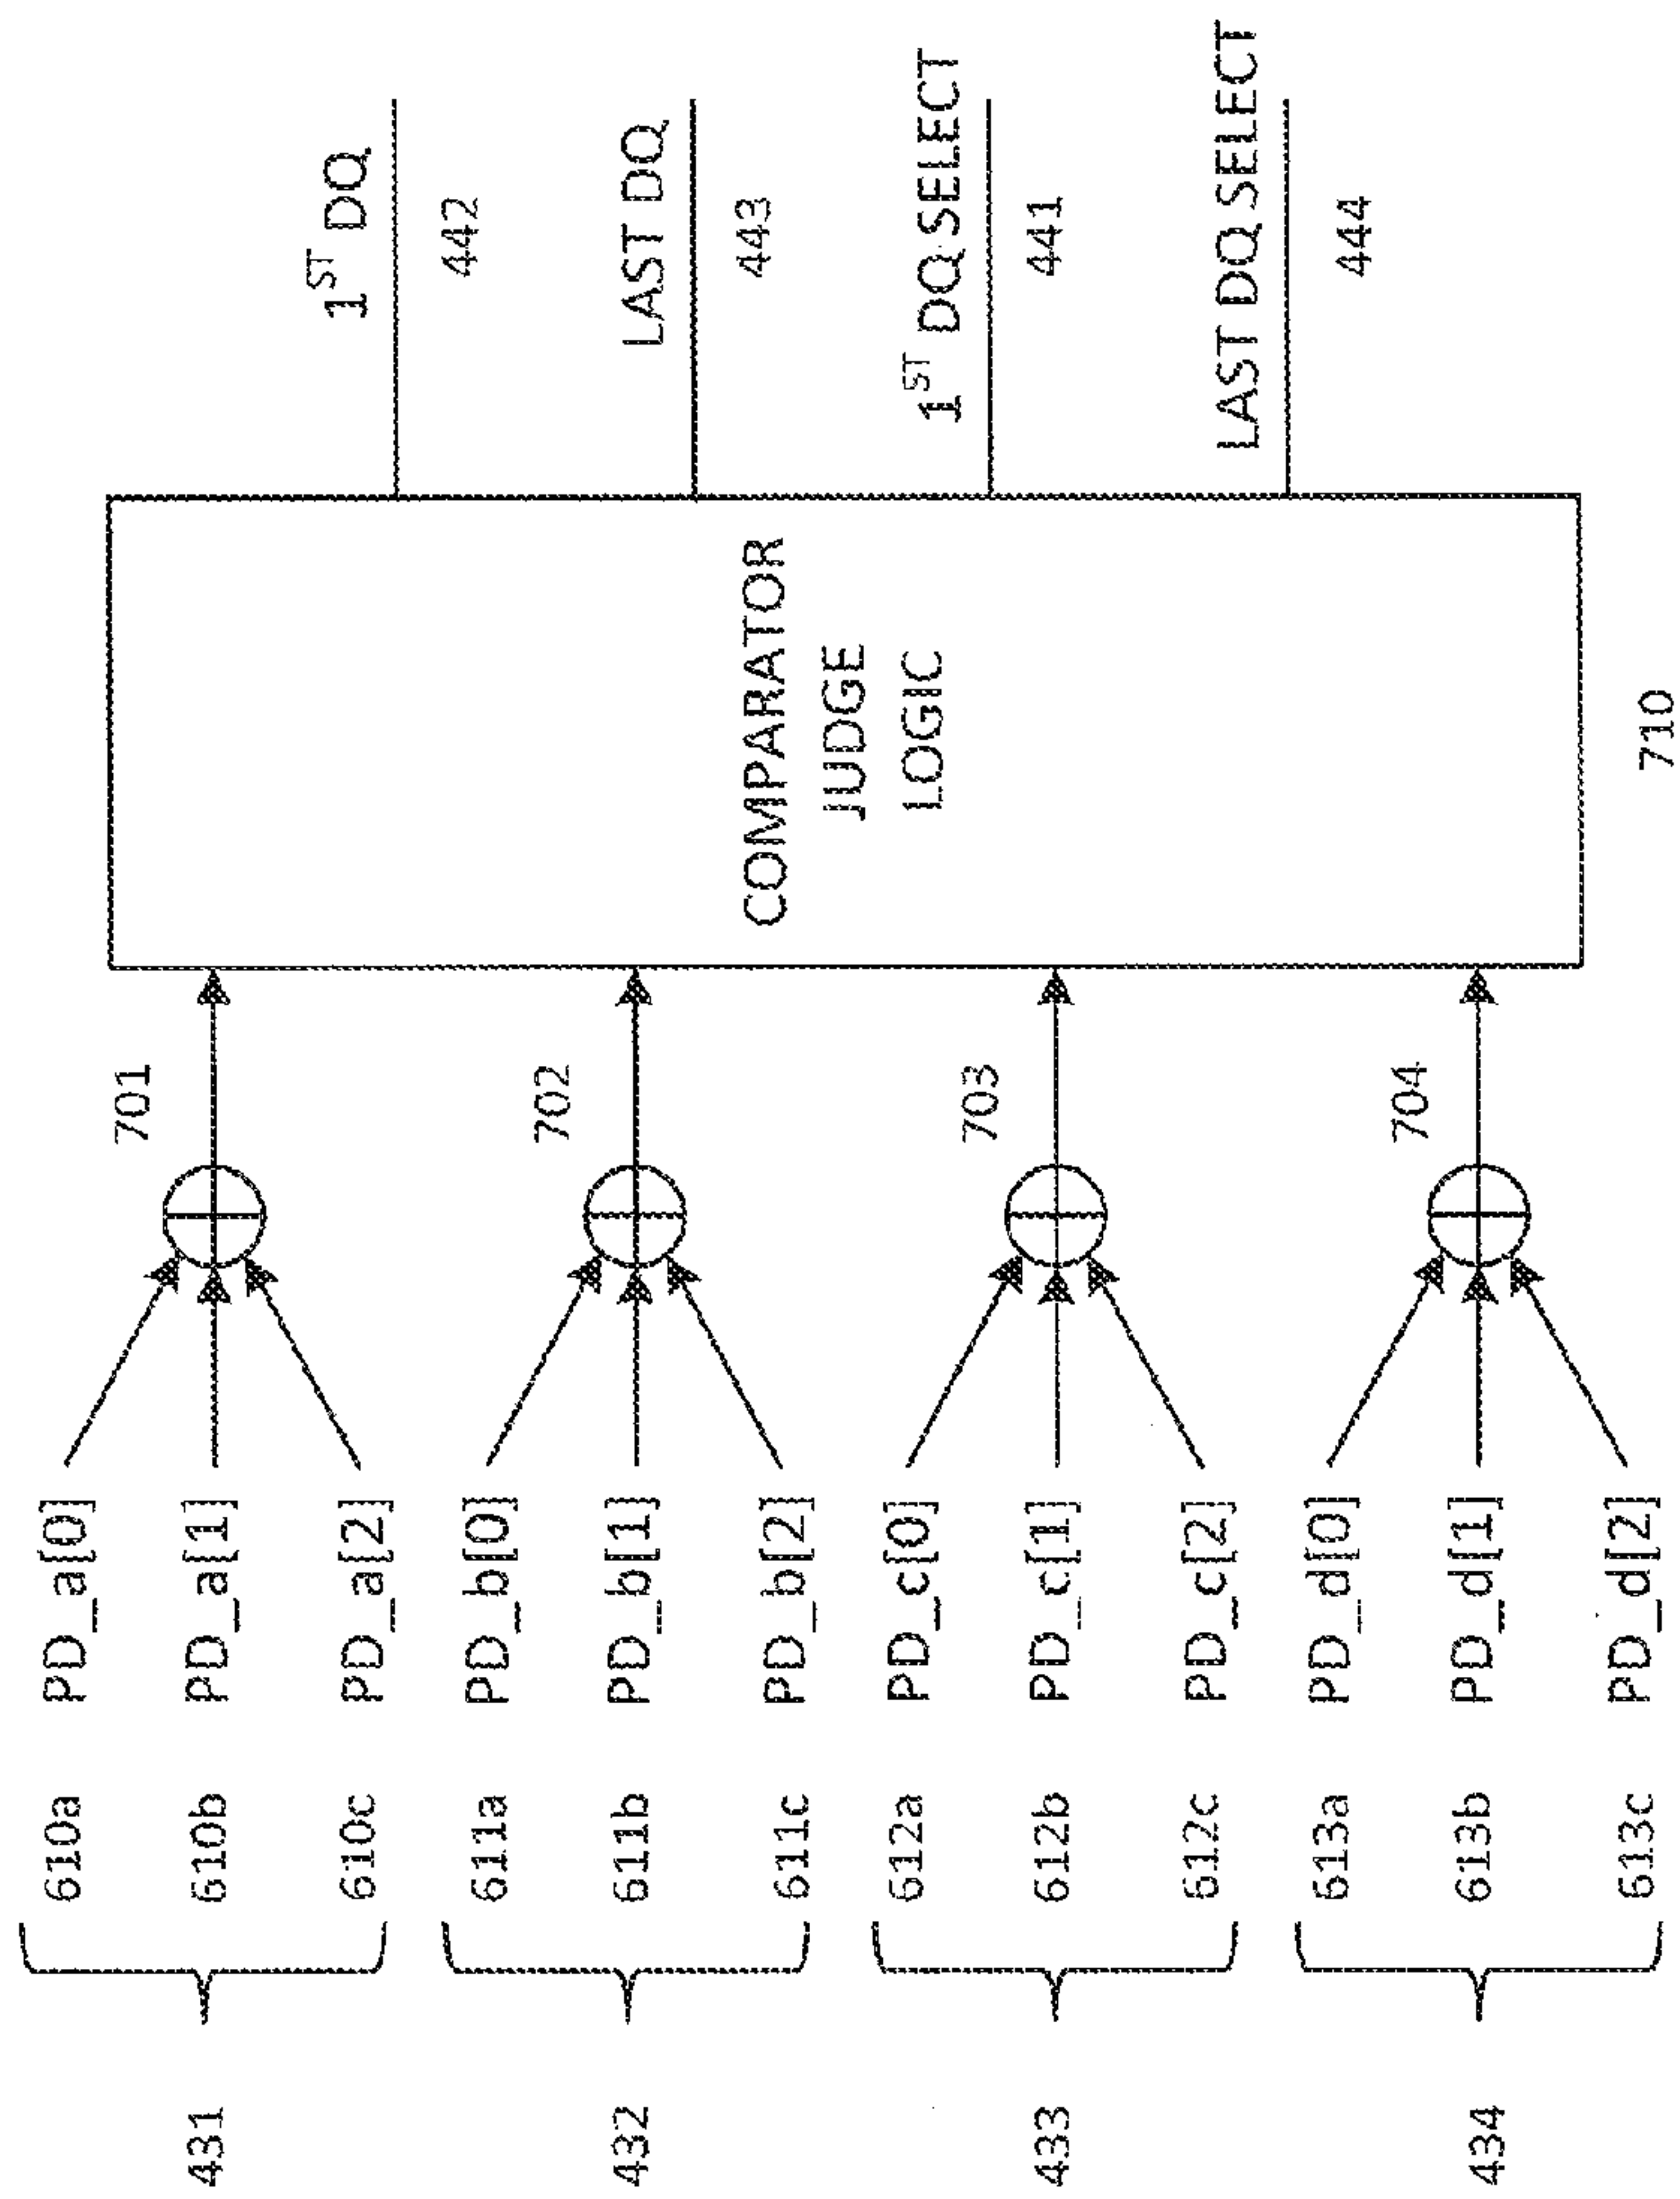 431
610a PD_a[0]
610b PD_a[1]
610c PD_a[2]
432
611a PD_b[0]
611b PD_b[1]
611c PD_b[2]
433
612a PD_c[0]
612b PD_c[1]
612c PD_c[2]
434
613a PD_d[0]
613b PD_d[1]
613c PD_d[2]
701
702
703
704
COMPARATOR
JUDGE
LOGIC
710
1ST DQ
442
LAST DQ
443
1ST DQ SELECT
441
LAST DQ SELECT
444